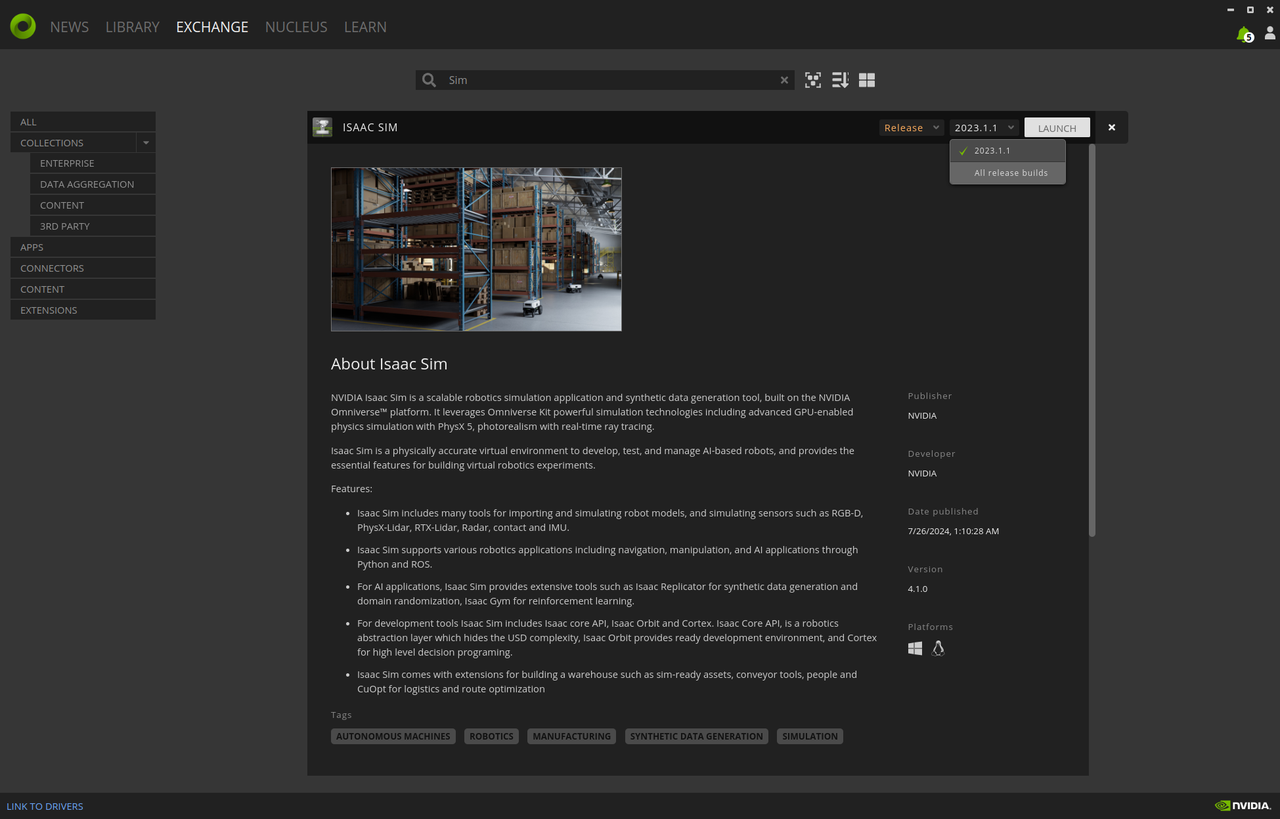 NEWS LIBRARY EXCHANGE NUCLEUS LEARN
5
Sim
ALL
COLLECTIONS
ENTERPRISE
DATA AGGREGATION
CONTENT
3RD PARTY
APPS
CONNECTORS
CONTENT
EXTENSIONS
ISAAC SIM
Release
2023.1.1
LAUNCH
2023.1.1
All release builds
About Isaac Sim
NVIDIA Isaac Sim is a scalable robotics simulation application and synthetic data generation tool, built on the NVIDIA
Omniverse™ platform. It leverages Omniverse Kit powerful simulation technologies including advanced GPU-enabled
physics simulation with PhysX 5, photorealism with real-time ray tracing.
Isaac Sim is a physically accurate virtual environment to develop, test, and manage AI-based robots, and provides the
essential features for building virtual robotics experiments.
Features:
• Isaac Sim includes many tools for importing and simulating robot models, and simulating sensors such as RGB-D,
PhysX-Lidar, RTX-Lidar, Radar, contact and IMU.
• Isaac Sim supports various robotics applications including navigation, manipulation, and AI applications through
Python and ROS.
• For AI applications, Isaac Sim provides extensive tools such as Isaac Replicator for synthetic data generation and
domain randomization, Isaac Gym for reinforcement learning.
• For development tools Isaac Sim includes Isaac core API, Isaac Orbit and Cortex. Isaac Core API, is a robotics
abstraction layer which hides the USD complexity, Isaac Orbit provides ready development environment, and Cortex
for high level decision programing.
• Isaac Sim comes with extensions for building a warehouse such as sim-ready assets, conveyor tools, people and
CuOpt for logistics and route optimization
Tags
AUTONOMOUS MACHINES ROBOTICS MANUFACTURING SYNTHETIC DATA GENERATION SIMULATION
Publisher
NVIDIA
Developer
NVIDIA
Date published
7/26/2024, 1:10:28 AM
Version
4.1.0
Platforms
LINK TO DRIVERS
NVIDIA.